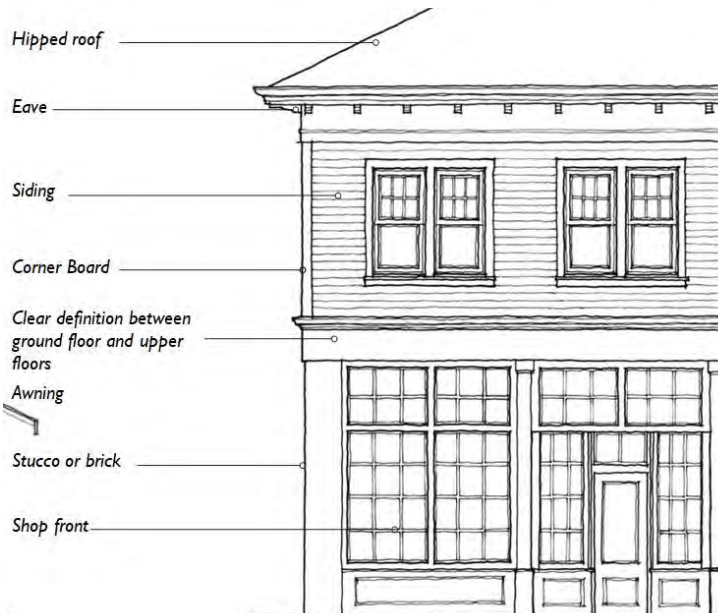 Hipped roof
Eave
Siding
Corner Board
Clear definition between
ground floor and upper
floors
Awning
Stucco or brick
Shop front